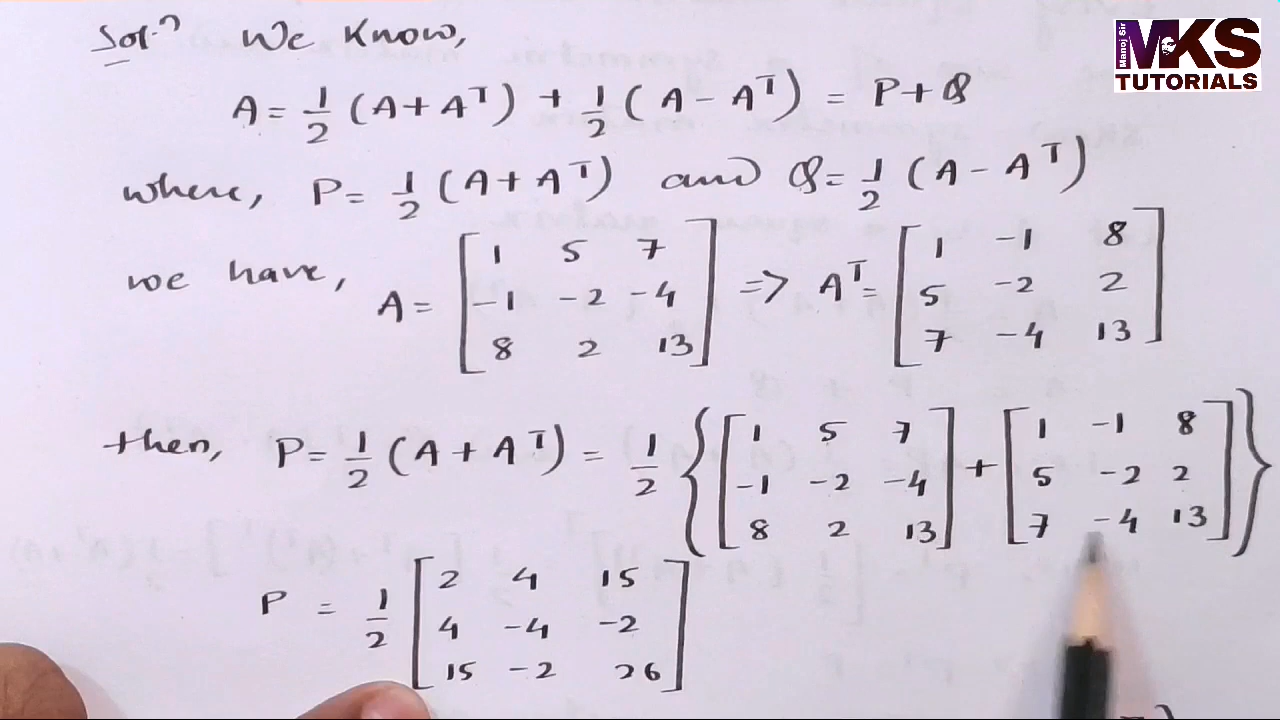 Solⁿ We Know,
A = 1/2 (A + Aᵀ) + 1/2 (A - Aᵀ) = P + Q
where, P = 1/2 (A + Aᵀ) and Q = 1/2 (A - Aᵀ)
we have, A = [1 5 7; -1 -2 -4; 8 2 13] => Aᵀ = [1 -1 8; 5 -2 2; 7 -4 13]
then, P = 1/2 (A + Aᵀ) = 1/2 {[1 5 7; -1 -2 -4; 8 2 13] + [1 -1 8; 5 -2 2; 7 -4 13]}
P = 1/2 [2 4 15; 4 -4 -2; 15 -2 26]
Manoj Sir
MKS
TUTORIALS